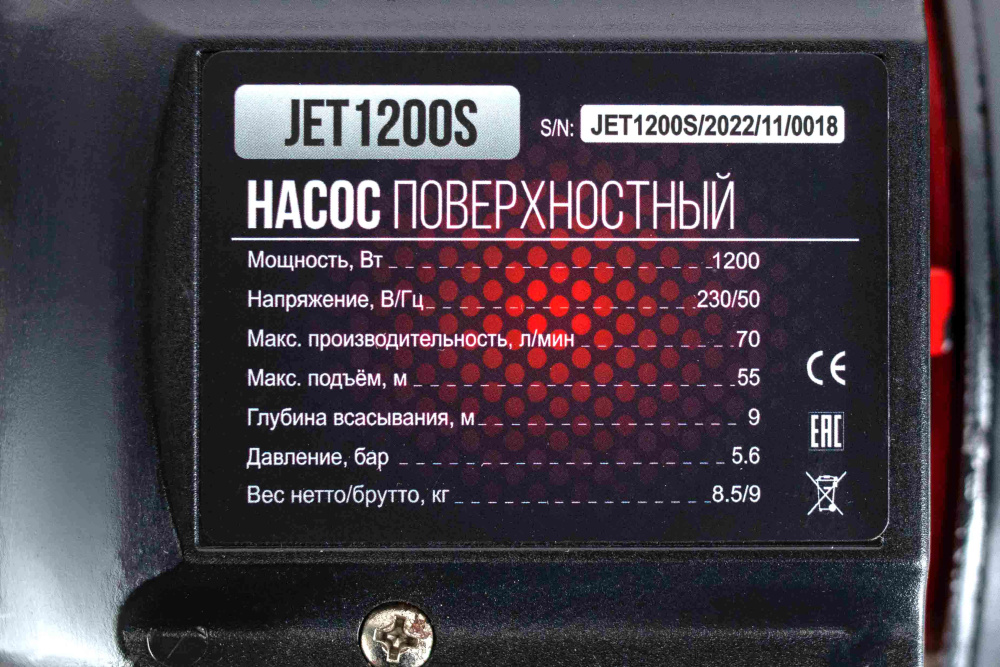 JET1200S
S/N: JET1200S/2022/11/0018
НАСОС ПОВЕРХНОСТНЫЙ
Мощность, Вт 1200
Напряжение, В/Гц 230/50
Макс. производительность, л/мин 70
Макс. подъём, м 55
Глубина всасывания, м 9
Давление, бар 5.6
Вес нетто/брутто, кг 8.5/9
CE
EAC